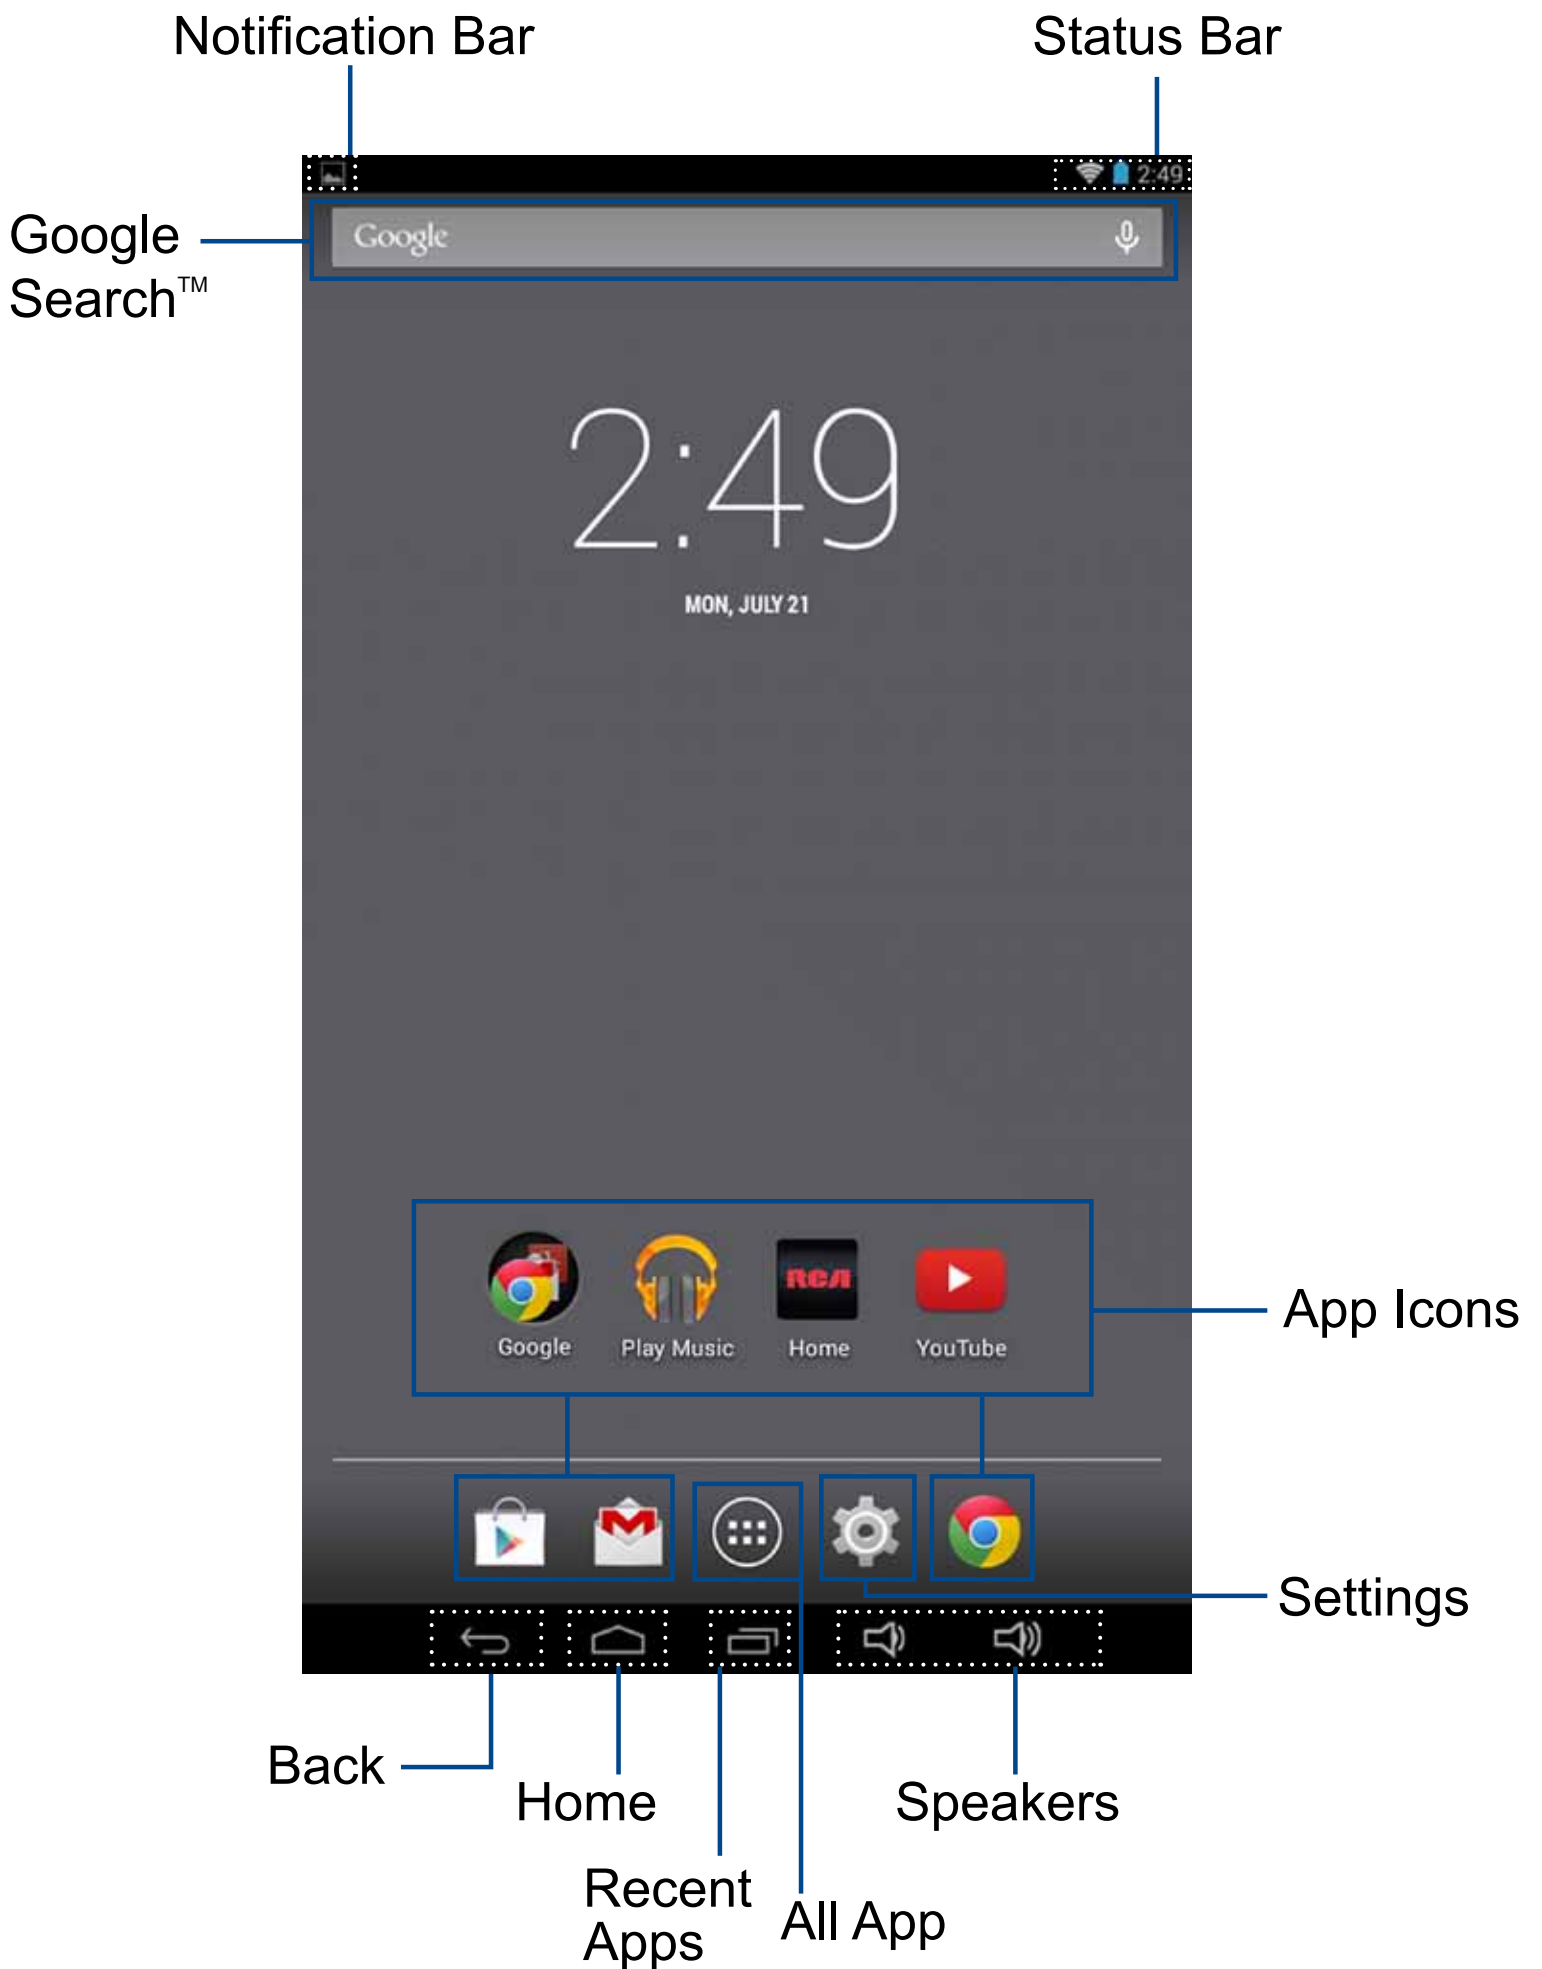 Notification Bar
Status Bar
2:49
Google
Search™
Google
2:49
MON, JULY 21
RCA
Google
Play Music
Home
YouTube
App Icons
Settings
Back
Home
Speakers
Recent
Apps
All App